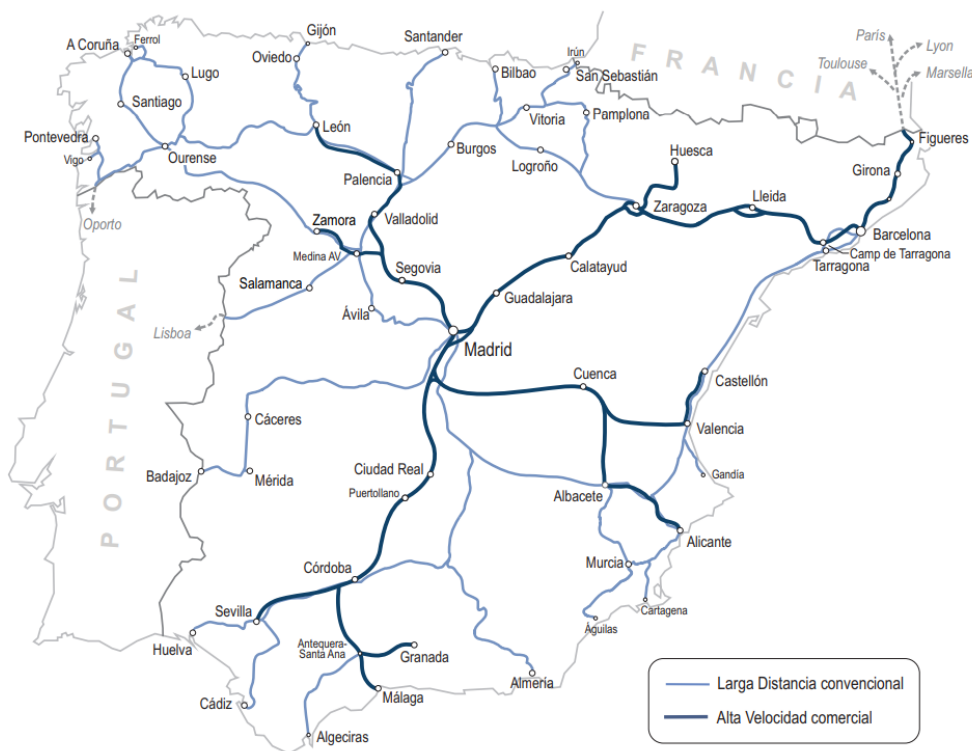 Gijón
Santander
París
Lyon
Ferrol
A Coruña
Oviedo
Irún
Toulouse
Marsella
Lugo
Bilbao
San Sebastián
FRANCIA
Santiago
Vitoria
Pamplona
Pontevedra
León
Figueres
Vigo
Ourense
Burgos
Logroño
Huesca
Girona
Palencia
Lleida
Zaragoza
Oporto
Zamora
Valladolid
Barcelona
Medina AV
Camp de Tarragona
Calatayud
Tarragona
Segovia
Salamanca
Guadalajara
Ávila
Lisboa
Madrid
PORTUGAL
Cuenca
Castellón
Cáceres
Valencia
Badajoz
Mérida
Ciudad Real
Gandía
Puertollano
Albacete
Alicante
Córdoba
Murcia
Sevilla
Cartagena
Águilas
Huelva
Antequera-
Santa Ana
Granada
Almería
Málaga
Cádiz
Algeciras
Larga Distancia convencional
Alta Velocidad comercial